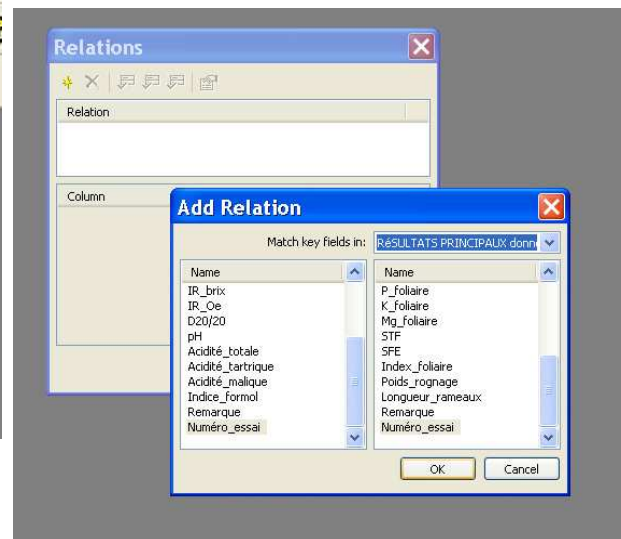 Relations
Relation
Column
Add Relation
Match key fields in: RéSULTATS PRINCIPAUX donn
Name
IR_brix
IR_Oe
D20/20
pH
Acidité_totale
Acidité_tartrique
Acidité_malique
Indice_formol
Remarque
Numéro_essai
Name
P_foliaire
K_foliaire
Mg_foliaire
STF
SFE
Index_foliaire
Poids_rognage
Longueur_rameaux
Remarque
Numéro_essai
OK Cancel